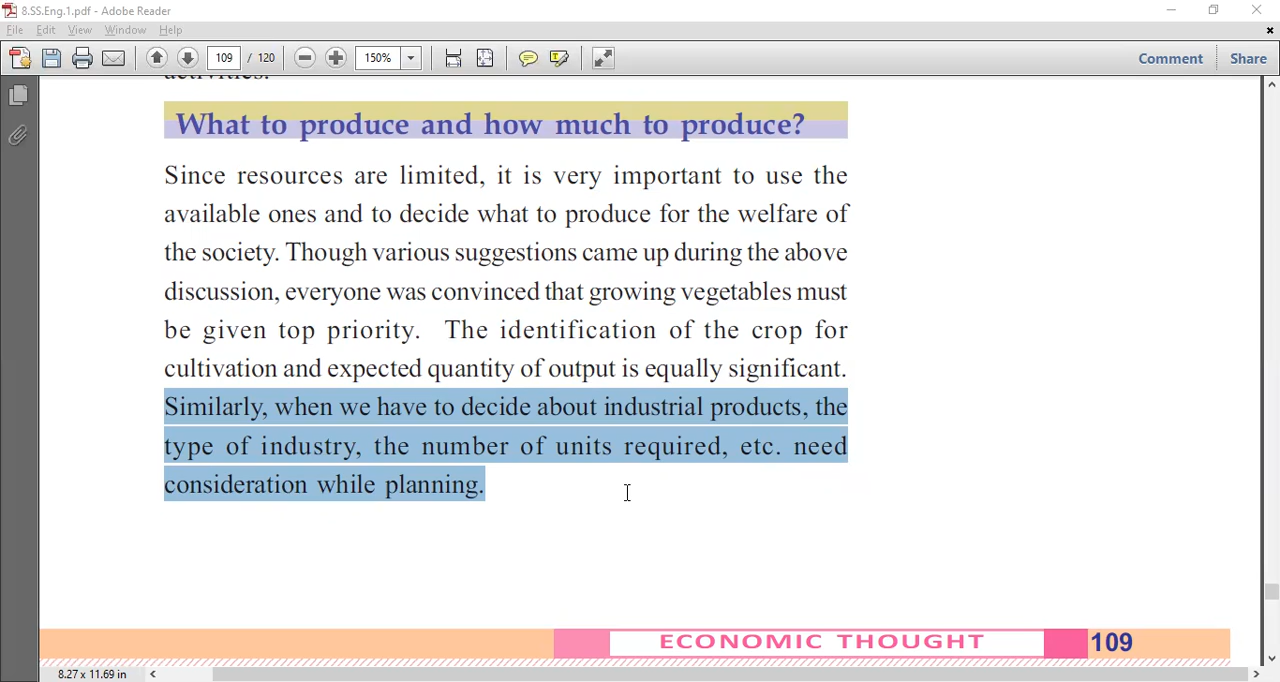 8.SS.Eng.1.pdf - Adobe Reader
File Edit View Window Help
109 / 120 150% Comment Share
activities.
What to produce and how much to produce?
Since resources are limited, it is very important to use the
available ones and to decide what to produce for the welfare of
the society. Though various suggestions came up during the above
discussion, everyone was convinced that growing vegetables must
be given top priority. The identification of the crop for
cultivation and expected quantity of output is equally significant.
Similarly, when we have to decide about industrial products, the
type of industry, the number of units required, etc. need
consideration while planning.
ECONOMIC THOUGHT 109
8.27 x 11.69 in